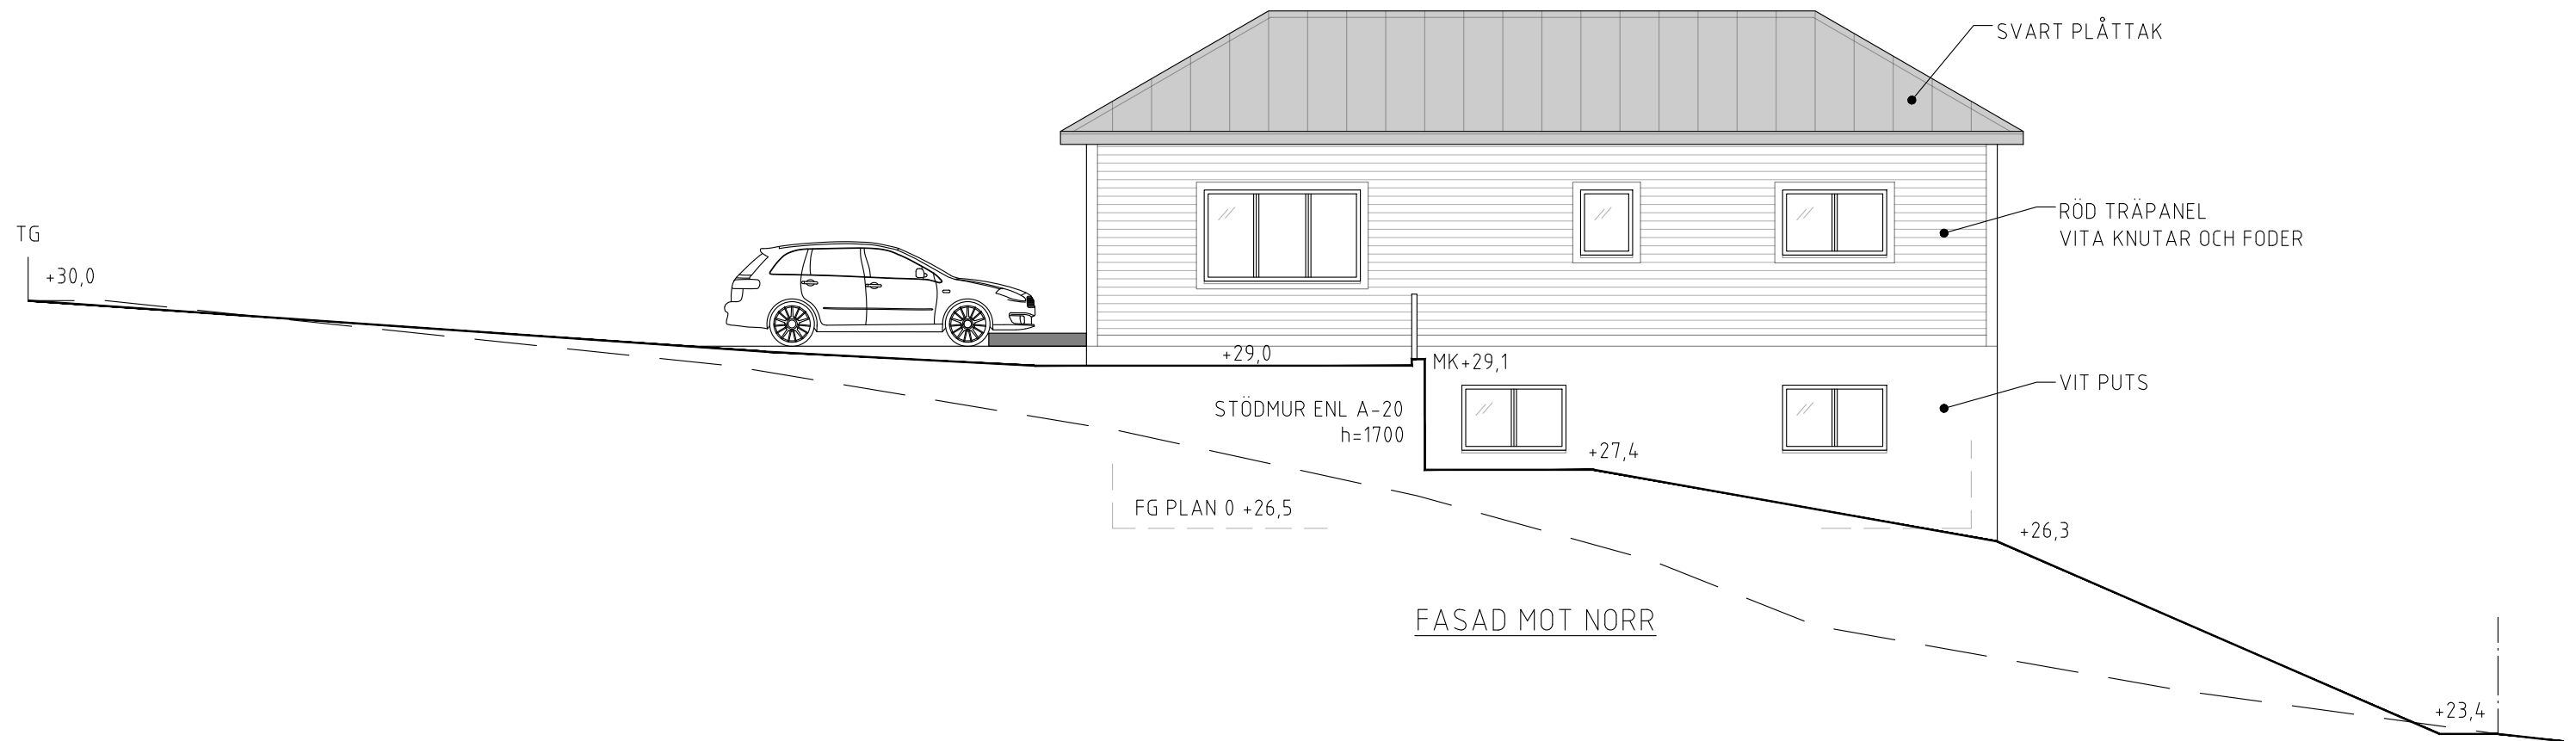 SVART PLÅTTAK
RÖD TRÄPANEL
VITA KNUTAR OCH FODER
TG
+30,0
+29,0
MK+29,1
VIT PUTS
STÖDMUR ENL A-20
h=1700
+27,4
FG PLAN 0 +26,5
+26,3
FASAD MOT NORR
+23,4